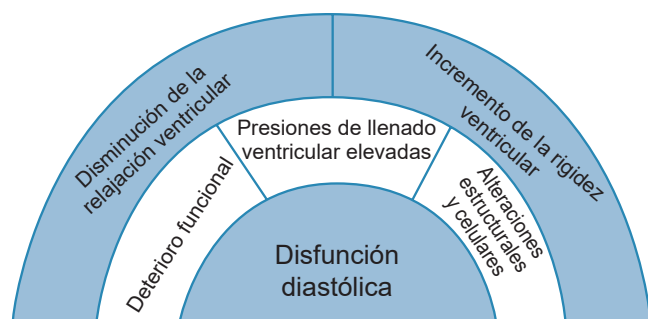 Disminución de la
relajación ventricular
Incremento de la rigidez
ventricular
Deterioro funcional
Presiones de llenado
ventricular elevadas
Alteraciones
estructurales
y celulares
Disfunción
diastólica